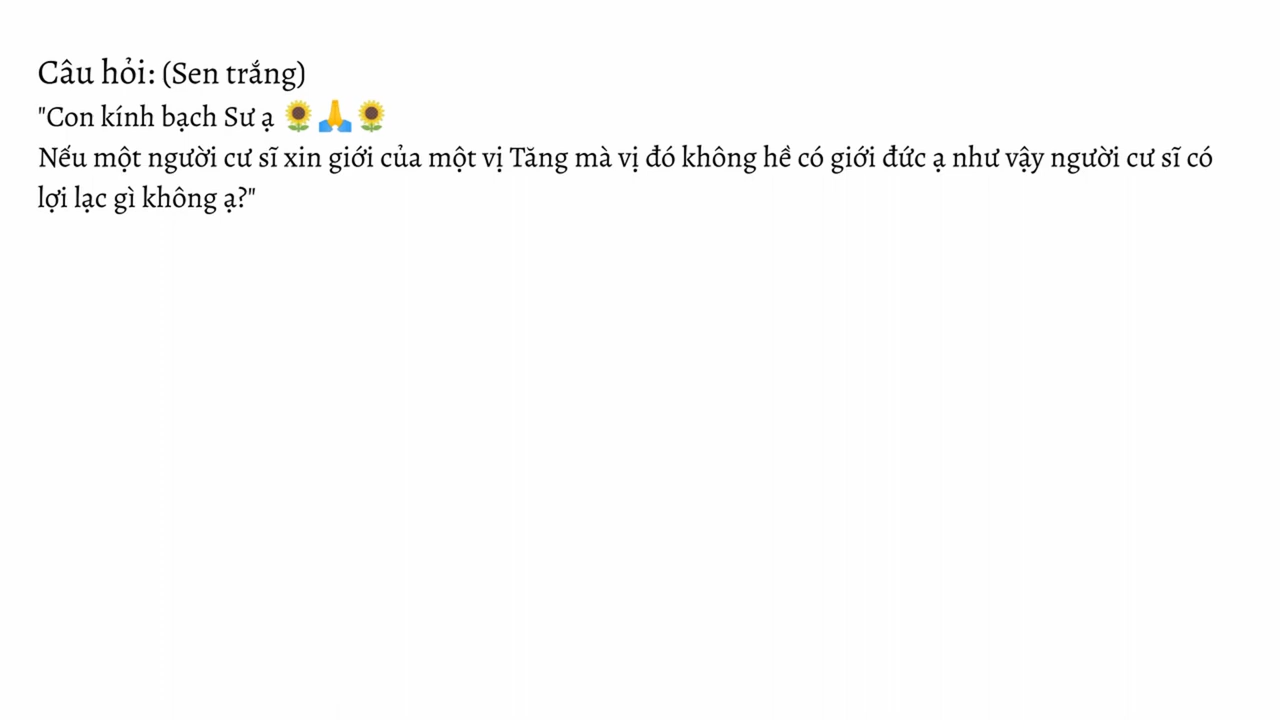 Câu hỏi: (Sen trắng)
"Con kính bạch Sư ạ 🌻🙏🌻
Nếu một người cư sĩ xin giới của một vị Tăng mà vị đó không hề có giới đức ạ như vậy người cư sĩ có
lợi lạc gì không ạ?"